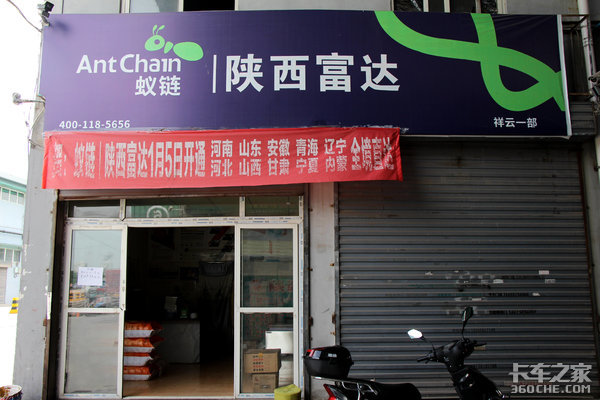 Ant Chain
蚁链
陕西富达
400-118-5656
祥云一部
蚁链 | 陕西富达1月5日开通 河南 山东 安徽 青海 辽宁 全境直达
河北 山西 甘肃 宁夏 内蒙
卡车之家
360CHE.COM